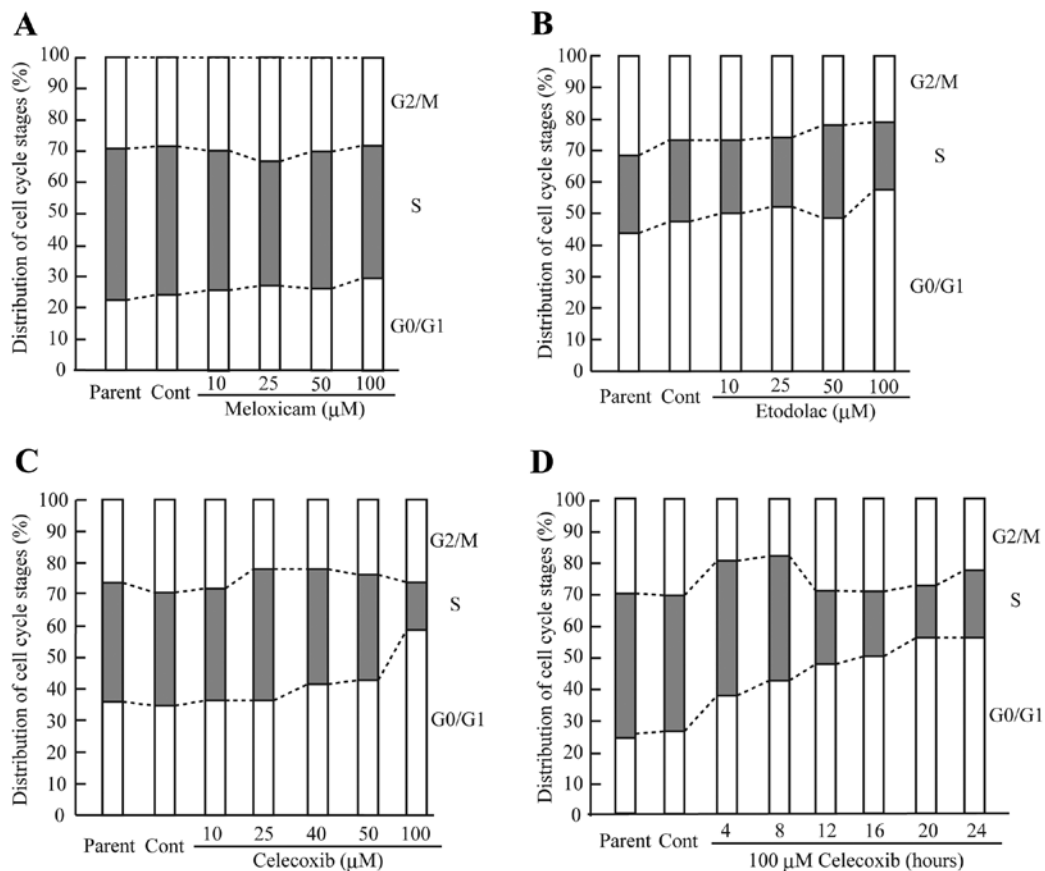 A
Distribution of cell cycle stages (%)
100
90
80
70
60
50
40
30
20
10
0
G2/M
S
G0/G1
Parent Cont 10 25 50 100
Meloxicam (μM)
B
Distribution of cell cycle stages (%)
100
90
80
70
60
50
40
30
20
10
0
G2/M
S
G0/G1
Parent Cont 10 25 50 100
Etodolac (μM)
C
Distribution of cell cycle stages (%)
100
90
80
70
60
50
40
30
20
10
0
G2/M
S
G0/G1
Parent Cont 10 25 40 50 100
Celecoxib (μM)
D
Distribution of cell cycle stages (%)
100
90
80
70
60
50
40
30
20
10
0
G2/M
S
G0/G1
Parent Cont 4 8 12 16 20 24
100 μM Celecoxib (hours)